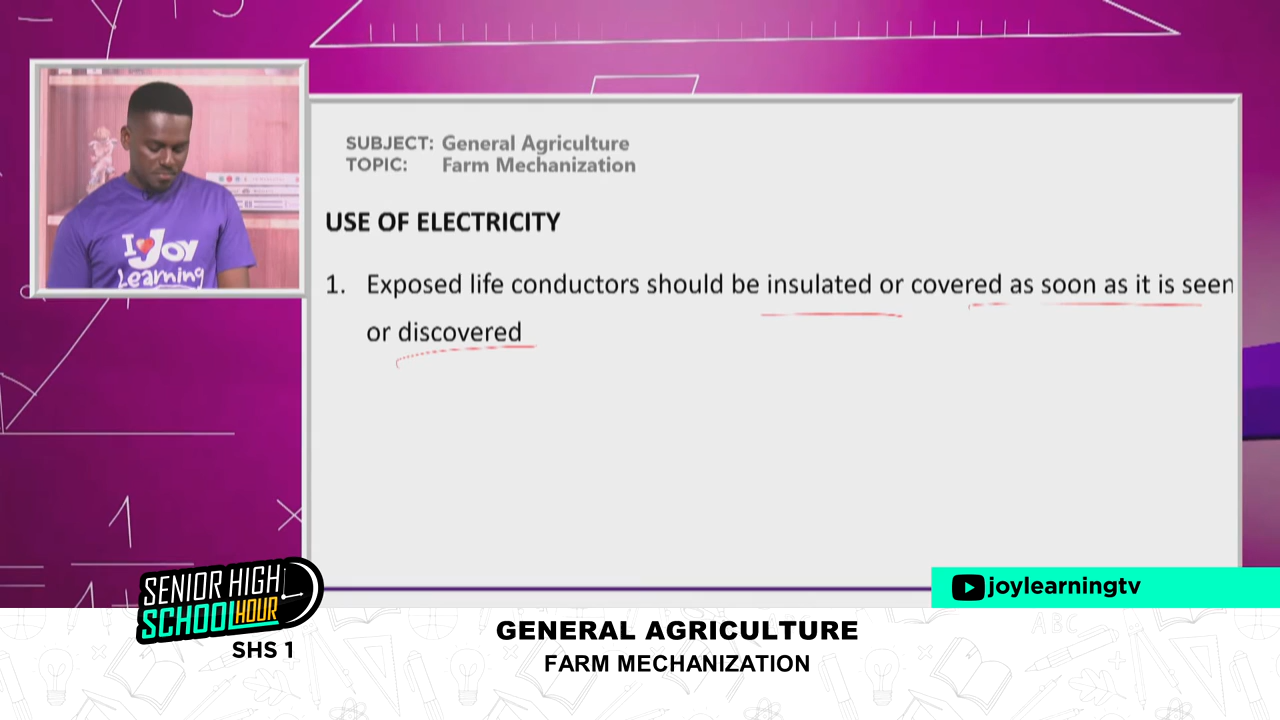 I ❤ Joy
Learning
SUBJECT: General Agriculture
TOPIC: Farm Mechanization
USE OF ELECTRICITY
1. Exposed life conductors should be insulated or covered as soon as it is seen
or discovered
1
joylearningtv
SENIOR HIGH
SCHOOL HOUR
SHS 1
GENERAL AGRICULTURE
FARM MECHANIZATION
ABC